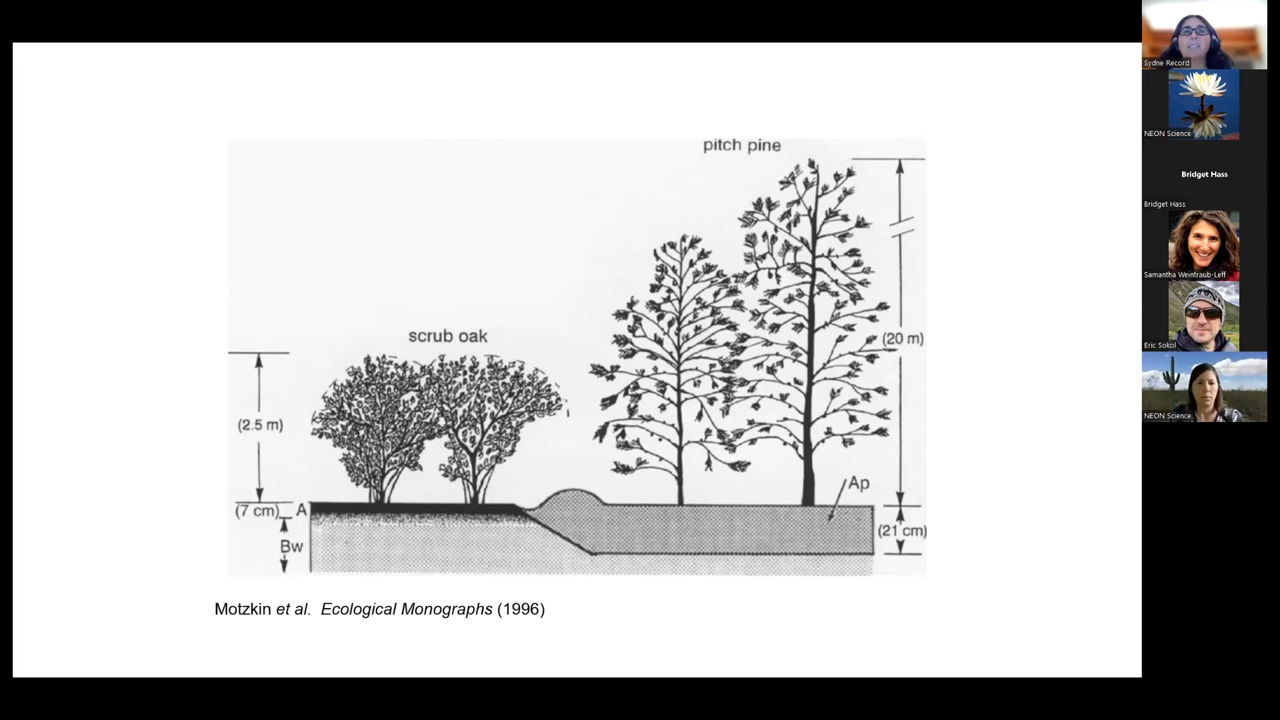 pitch pine
scrub oak
(2.5 m)
(20 m)
Ap
(7 cm)
A
(21 cm)
Bw
Motzkin et al. Ecological Monographs (1996)
Sydne Record
NEON Science
Bridget Hass
Bridget Hass
Samantha Weintraub-Leff
Eric Sokol
NEON Science